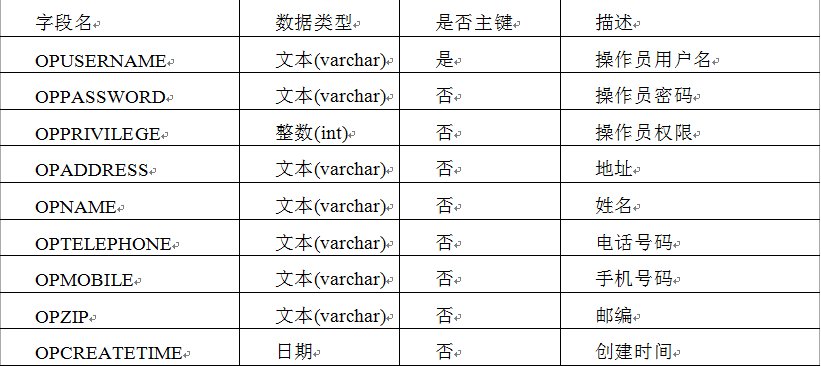 字段名 数据类型 是否主键 描述
OPUSERNAME 文本(varchar) 是 操作员用户名
OPPASSWORD 文本(varchar) 否 操作员密码
OPPRIVILEGE 整数(int) 否 操作员权限
OPADDRESS 文本(varchar) 否 地址
OPNAME 文本(varchar) 否 姓名
OPTELEPHONE 文本(varchar) 否 电话号码
OPMOBILE 文本(varchar) 否 手机号码
OPZIP 文本(varchar) 否 邮编
OPCREATETIME 日期 否 创建时间